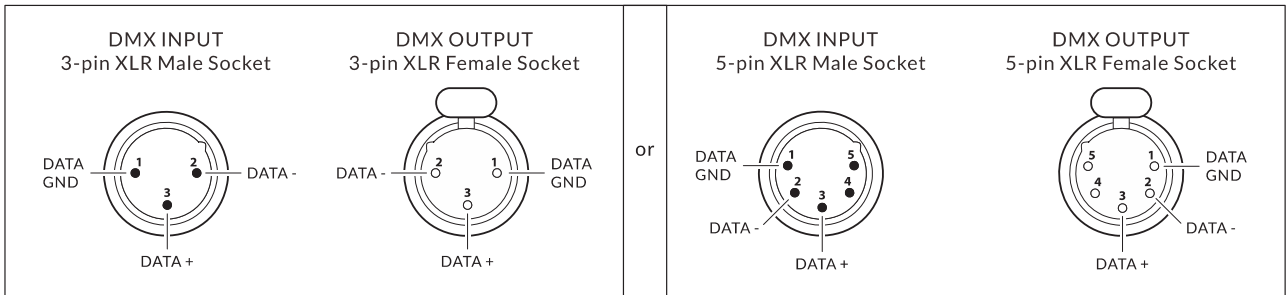 DMX INPUT
3-pin XLR Male Socket
1
2
3
DATA
GND
DATA -
DATA +
DMX OUTPUT
3-pin XLR Female Socket
2
1
3
DATA -
DATA
GND
DATA +
or
DMX INPUT
5-pin XLR Male Socket
1
5
2
4
3
DATA
GND
DATA -
DATA +
DMX OUTPUT
5-pin XLR Female Socket
5
1
4
2
3
DATA
GND
DATA -
DATA +